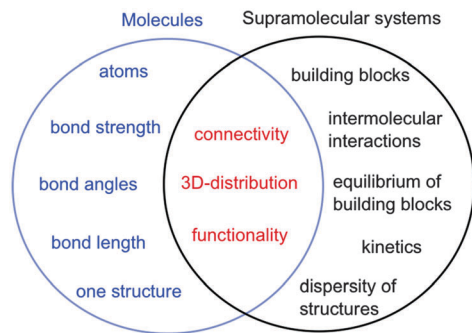 Molecules
Supramolecular systems
atoms
bond strength
bond angles
bond length
one structure
connectivity
3D-distribution
functionality
building blocks
intermolecular
interactions
equilibrium of
building blocks
kinetics
dispersity of
structures